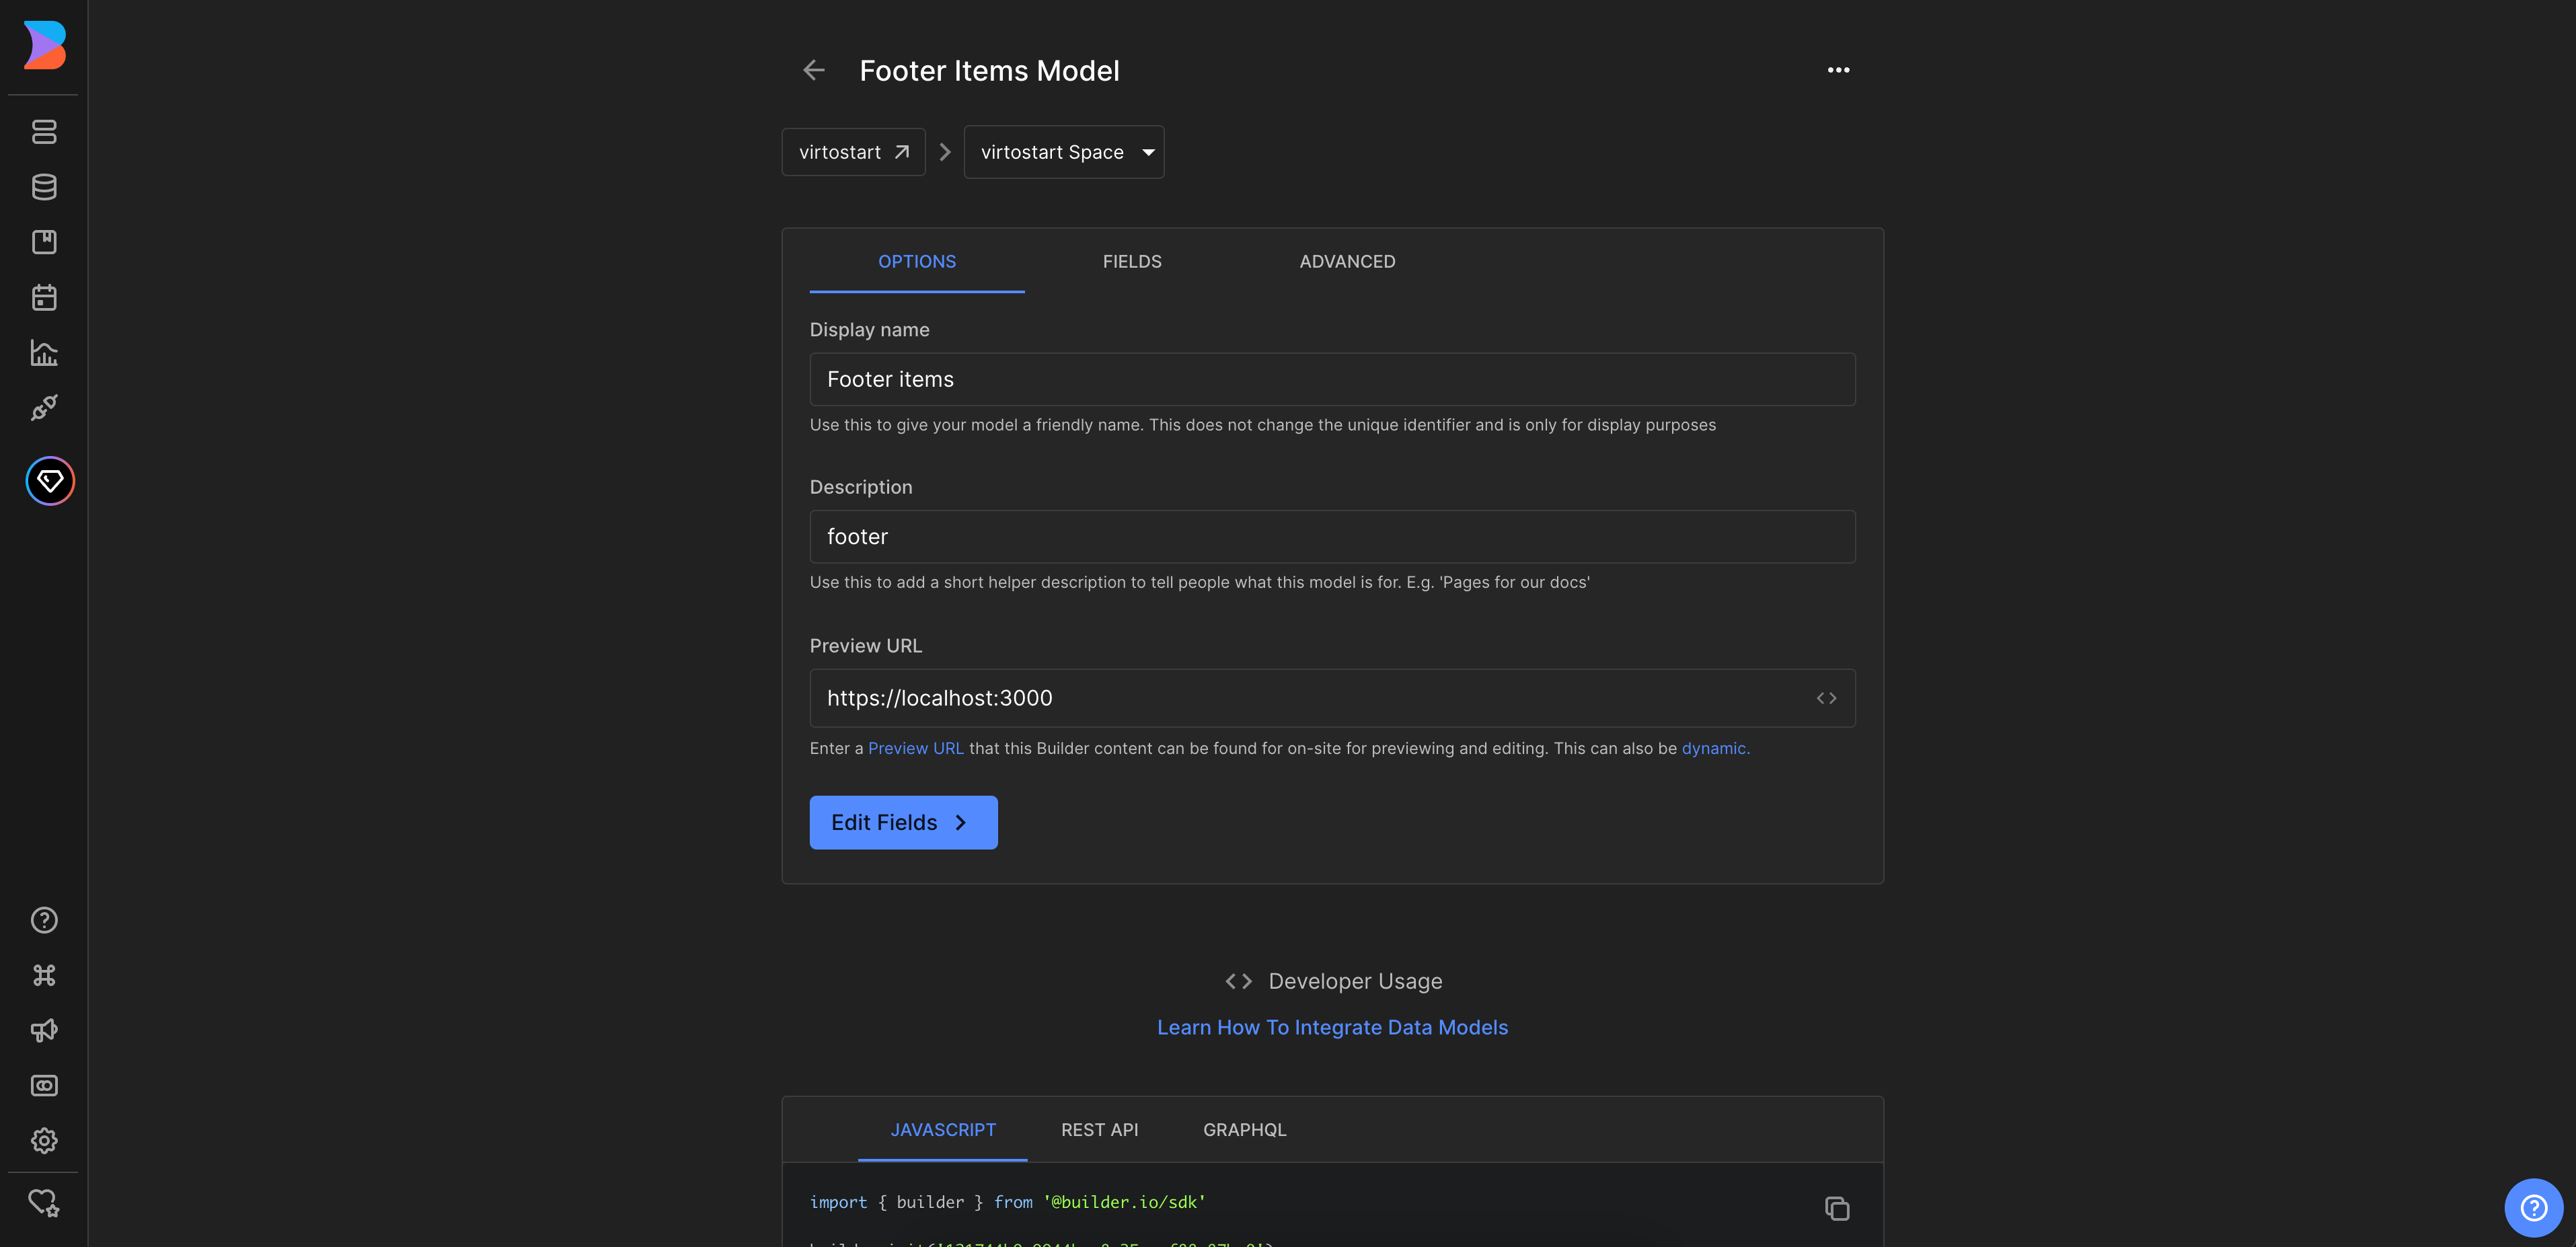 Footer Items Model
virtostart
virtostart Space
OPTIONS FIELDS ADVANCED
Display name
Footer items
Use this to give your model a friendly name. This does not change the unique identifier and is only for display purposes
Description
footer
Use this to add a short helper description to tell people what this model is for. E.g. 'Pages for our docs'
Preview URL
https://localhost:3000
Enter a Preview URL that this Builder content can be found for on-site for previewing and editing. This can also be dynamic.
Edit Fields
Developer Usage
Learn How To Integrate Data Models
JAVASCRIPT REST API GRAPHQL
import { builder } from '@builder.io/sdk'